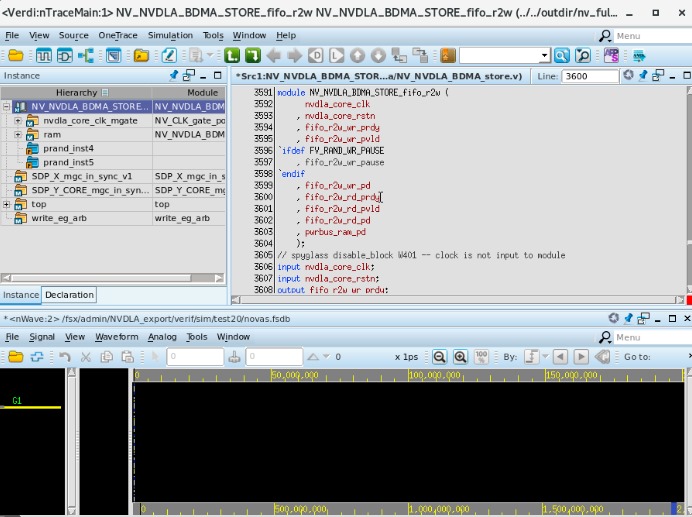 <Verdi:nTraceMain:1> NV_NVDLA_BDMA_STORE_fifo_r2w NV_NVDLA_BDMA_STORE_fifo_r2w (../../outdir/nv_ful...
File View Source OneTrace Simulation Tools Window Help Menu
Instance
Hierarchy Module
NV_NVDLA_BDMA_STORE... NV_NVDLA_BDM
nvdla_core_clk_mgate NV_CLK_gate_po
ram NV_NVDLA_BDM
prand_inst4
prand_inst5
SDP_X_mgc_in_sync_v1 SDP_X_mgc_in_
SDP_Y_CORE_mgc_in_syn... SDP_Y_CORE_m
top top
write_eg_arb write_eg_arb
Instance Declaration
*Src1:NV_NVDLA_BDMA_STOR...a/NV_NVDLA_BDMA_store.v) Line: 3600
3591 module NV_NVDLA_BDMA_STORE_fifo_r2w (
3592 nvdla_core_clk
3593 , nvdla_core_rstn
3594 , fifo_r2w_wr_prdy
3595 , fifo_r2w_wr_pvld
3596 `ifdef FV_RAND_WR_PAUSE
3597 , fifo_r2w_wr_pause
3598 `endif
3599 , fifo_r2w_wr_pd
3600 , fifo_r2w_rd_prdy
3601 , fifo_r2w_rd_pvld
3602 , fifo_r2w_rd_pd
3603 , pwrbus_ram_pd
3604 );
3605 // spyglass disable_block W401 -- clock is not input to module
3606 input nvdla_core_clk;
3607 input nvdla_core_rstn;
3608 output fifo_r2w_wr_prdy;
*<nWave:2> /fsx/admin/NVDLA_export/verif/sim/test20/novas.fsdb
File Signal View Waveform Analog Tools Window Menu
0 0 0 x 1ps 100 % By: Go to:
G1
0 50,000,000 100,000,000 150,000,000
0 500,000,000 1,000,000,000 1,500,000,000 2